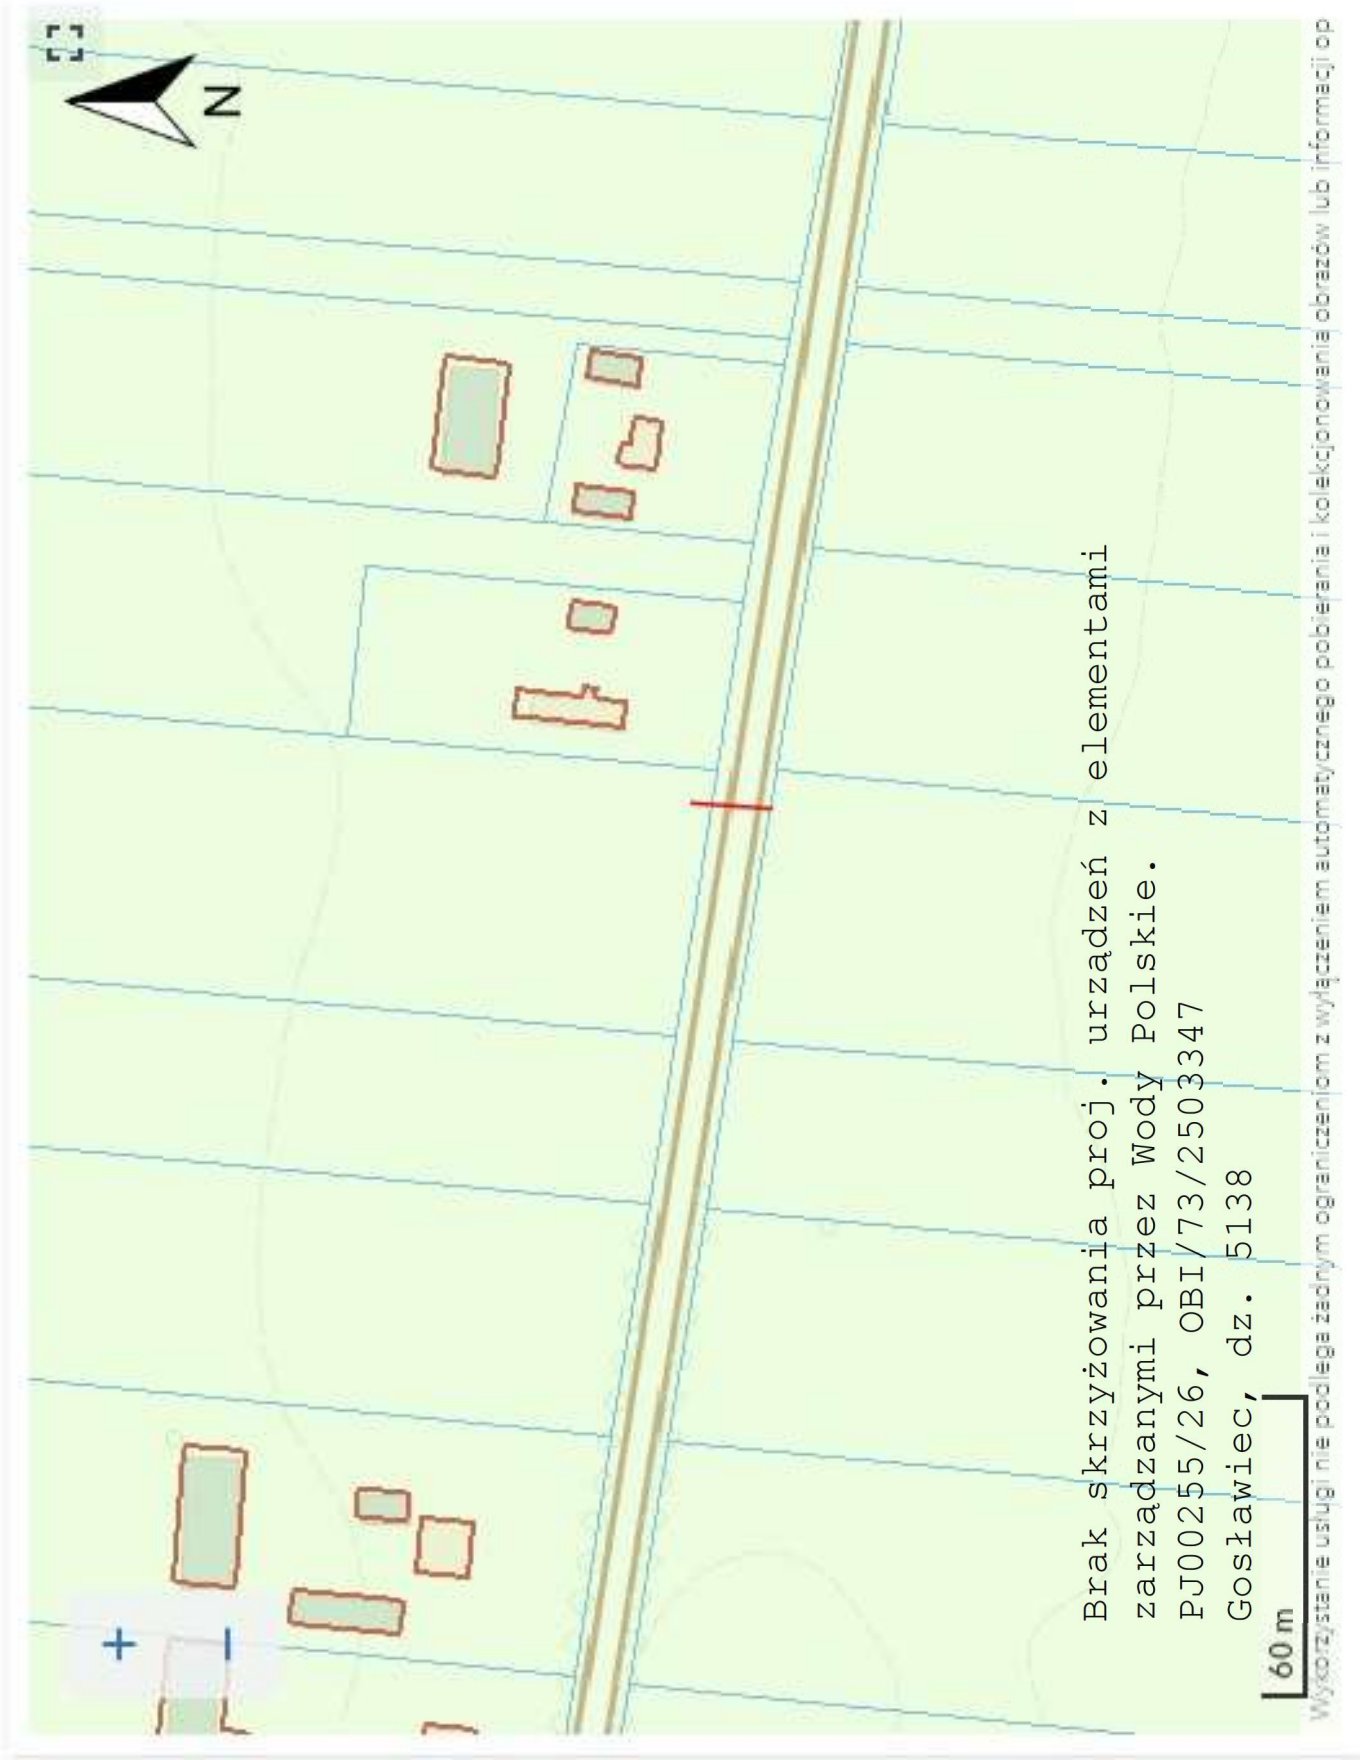 N
Brak skrzyżowania proj. urządzeń z elementami
zarządzanymi przez Wody Polskie.
PJ00255/26, OBI/73/2503347
Gosławiec, dz. 5138
60 m
Wykorzystanie usługi nie podlega żadnym ograniczeniom z wyłączeniem automatycznego pobierania i kolekcjonowania obrazów lub informacji op
+
−